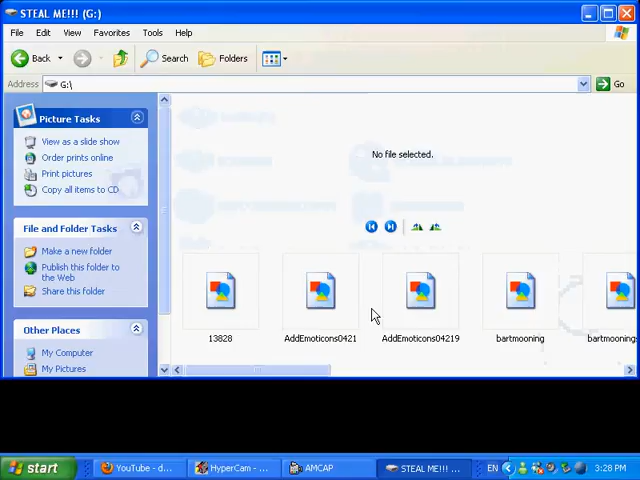 STEAL ME!!! (G:)
File Edit View Favorites Tools Help
Back Search Folders
Address G:\ Go
Picture Tasks
View as a slide show
Order prints online
Print pictures
Copy all items to CD
File and Folder Tasks
Make a new folder
Publish this folder to
the Web
Share this folder
Other Places
My Computer
My Pictures
No file selected.
13828 AddEmoticons0421 AddEmoticons04219 bartmooning bartmooning
start YouTube - d... HyperCam - ... AMCAP STEAL ME!!! ... EN 3:28 PM